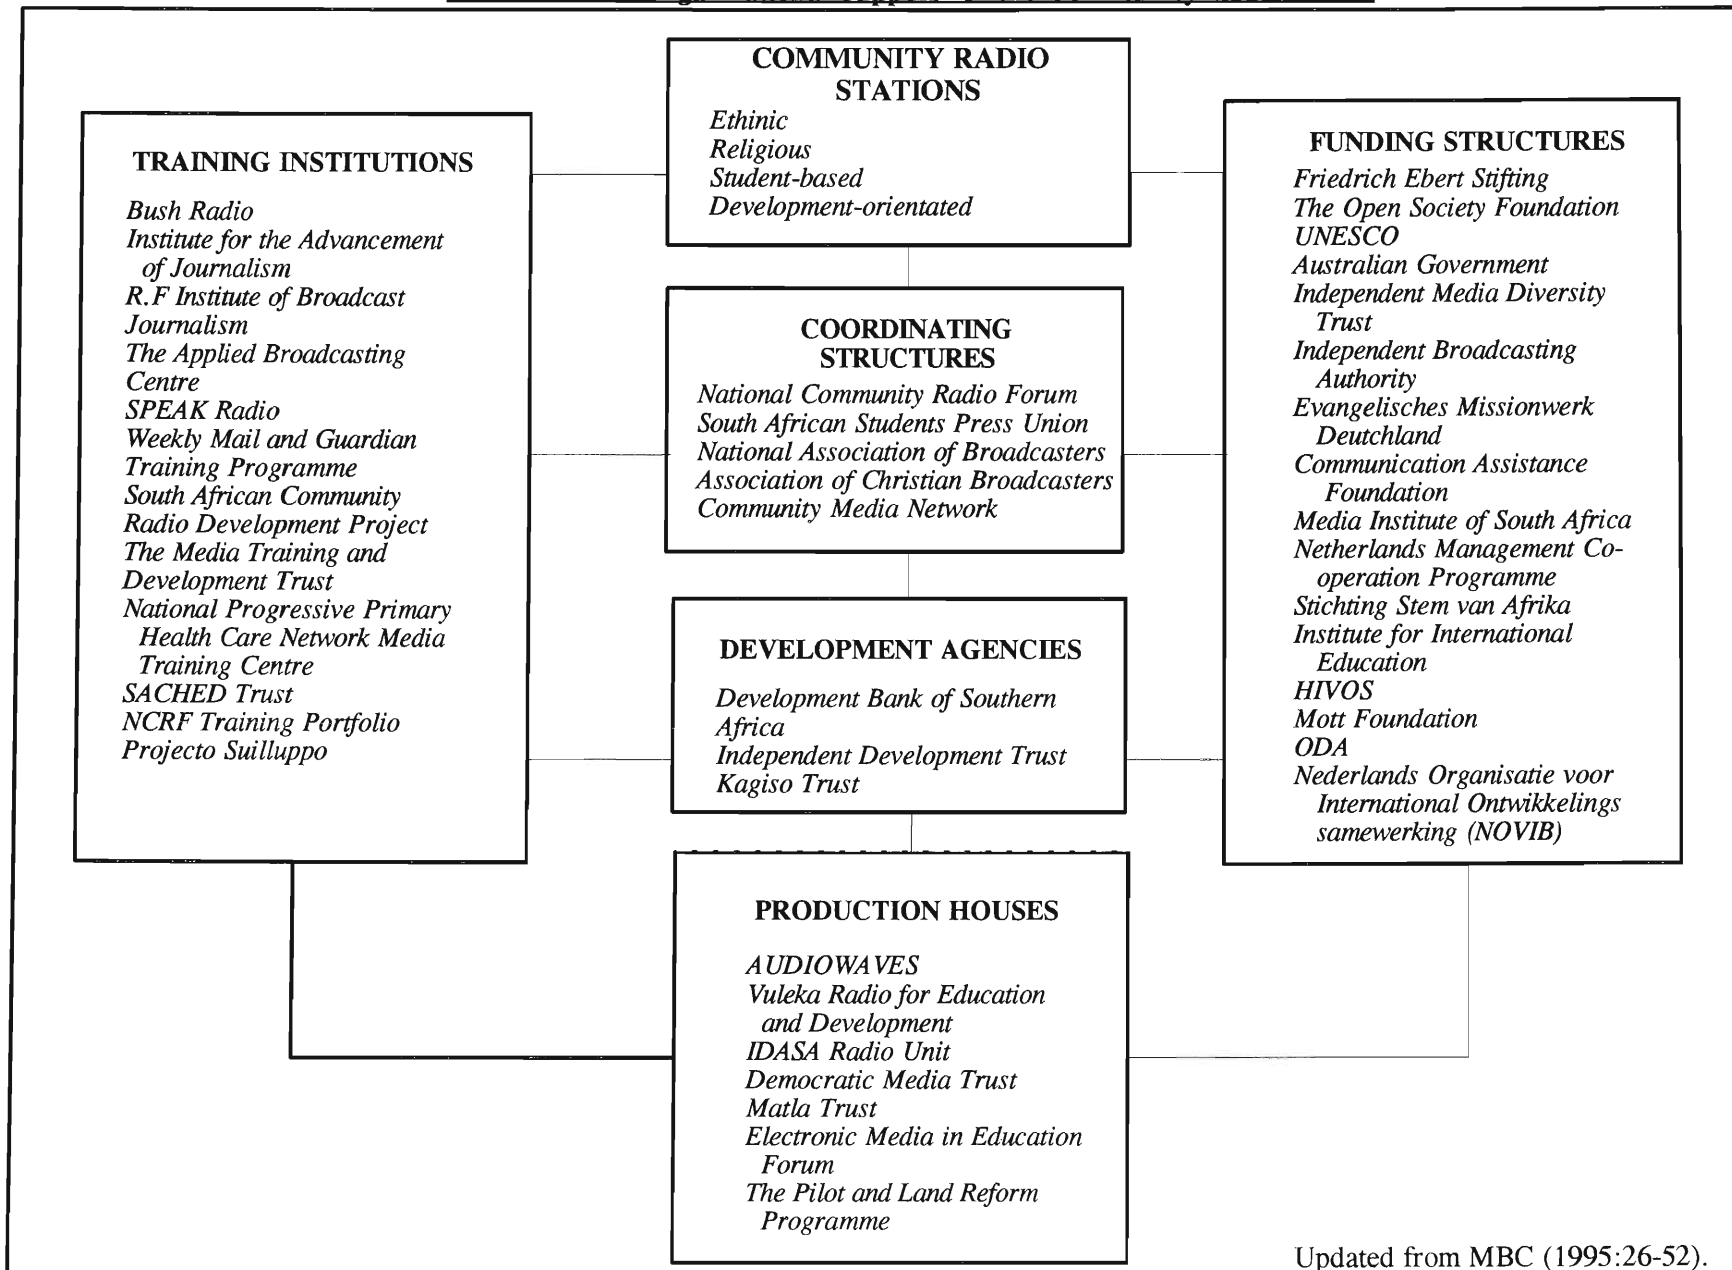 COMMUNITY RADIO
STATIONS
Ethinic
Religious
Student-based
Development-orientated
TRAINING INSTITUTIONS
Bush Radio
Institute for the Advancement
of Journalism
R.F Institute of Broadcast
Journalism
The Applied Broadcasting
Centre
SPEAK Radio
Weekly Mail and Guardian
Training Programme
South African Community
Radio Development Project
The Media Training and
Development Trust
National Progressive Primary
Health Care Network Media
Training Centre
SACHED Trust
NCRF Training Portfolio
Projecto Suilluppo
COORDINATING
STRUCTURES
National Community Radio Forum
South African Students Press Union
National Association of Broadcasters
Association of Christian Broadcasters
Community Media Network
DEVELOPMENT AGENCIES
Development Bank of Southern
Africa
Independent Development Trust
Kagiso Trust
PRODUCTION HOUSES
AUDIOWAVES
Vuleka Radio for Education
and Development
IDASA Radio Unit
Democratic Media Trust
Matla Trust
Electronic Media in Education
Forum
The Pilot and Land Reform
Programme
FUNDING STRUCTURES
Friedrich Ebert Stifting
The Open Society Foundation
UNESCO
Australian Government
Independent Media Diversity
Trust
Independent Broadcasting
Authority
Evangelisches Missionwerk
Deutchland
Communication Assistance
Foundation
Media Institute of South Africa
Netherlands Management Co-
operation Programme
Stichting Stem van Afrika
Institute for International
Education
HIVOS
Mott Foundation
ODA
Nederlands Organisatie voor
International Ontwikkelings
samewerking (NOVIB)
Updated from MBC (1995:26-52).